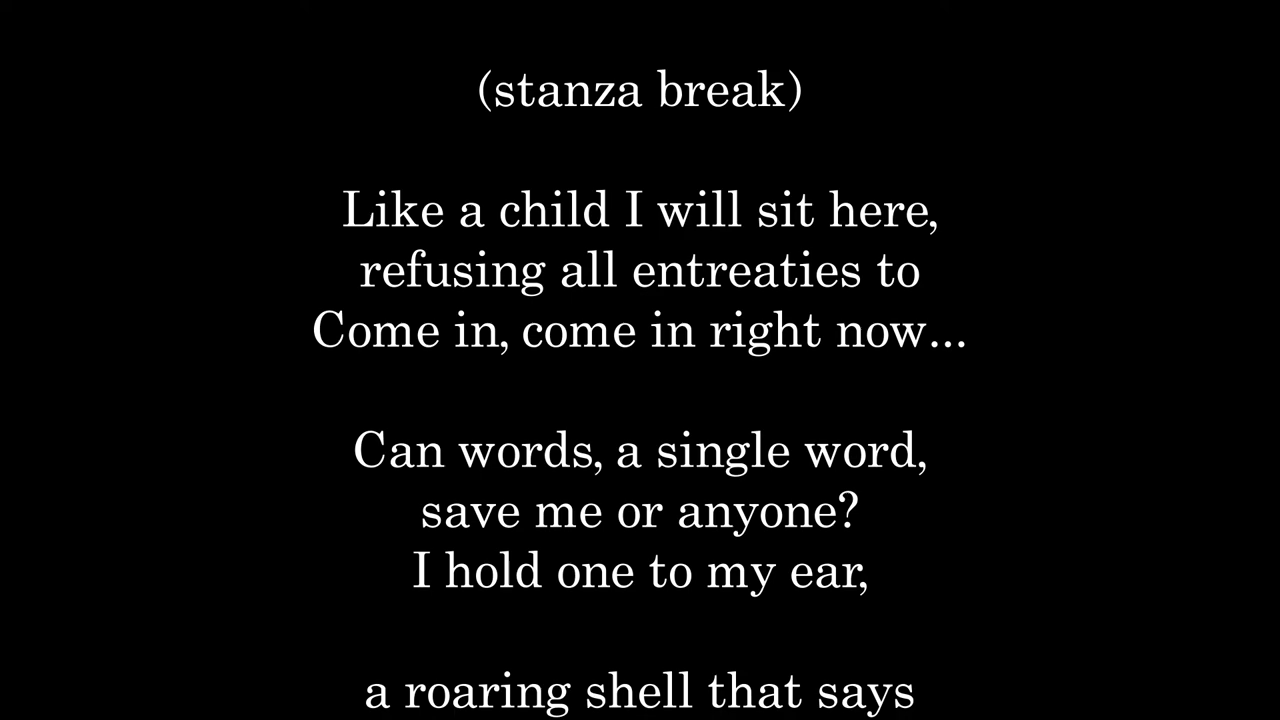 (stanza break)
Like a child I will sit here,
refusing all entreaties to
Come in, come in right now...
Can words, a single word,
save me or anyone?
I hold one to my ear,
a roaring shell that says